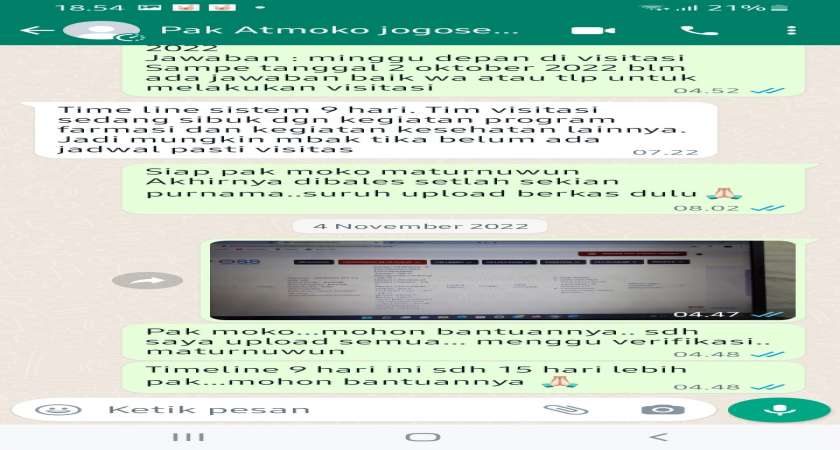 18.54
21%
Pak Atmoko jogose...
2022
Jawaban : minggu depan di visitasi
Sampe tanggal 2 oktober 2022 blm
ada jawaban baik wa atau tlp untuk
melakukan visitasi
04.52
Time line sistem 9 hari. Tim visitasi
sedang sibuk dgn kegiatan program
farmasi dan kegiatan kesehatan lainnya.
Jadi mungkin mbak tika belum ada
jadwal pasti visitas
07.22
Siap pak moko maturnuwun
Akhirnya dibales setlah sekian
purnama..suruh upload berkas dulu
08.02
4 November 2022
04.47
Pak moko...mohon bantuannya.. sdh
saya upload semua... menggu verifikasi..
maturnuwun
04.48
Timeline 9 hari ini sdh 15 hari lebih
pak...mohon bantuannya
04.48
Ketik pesan